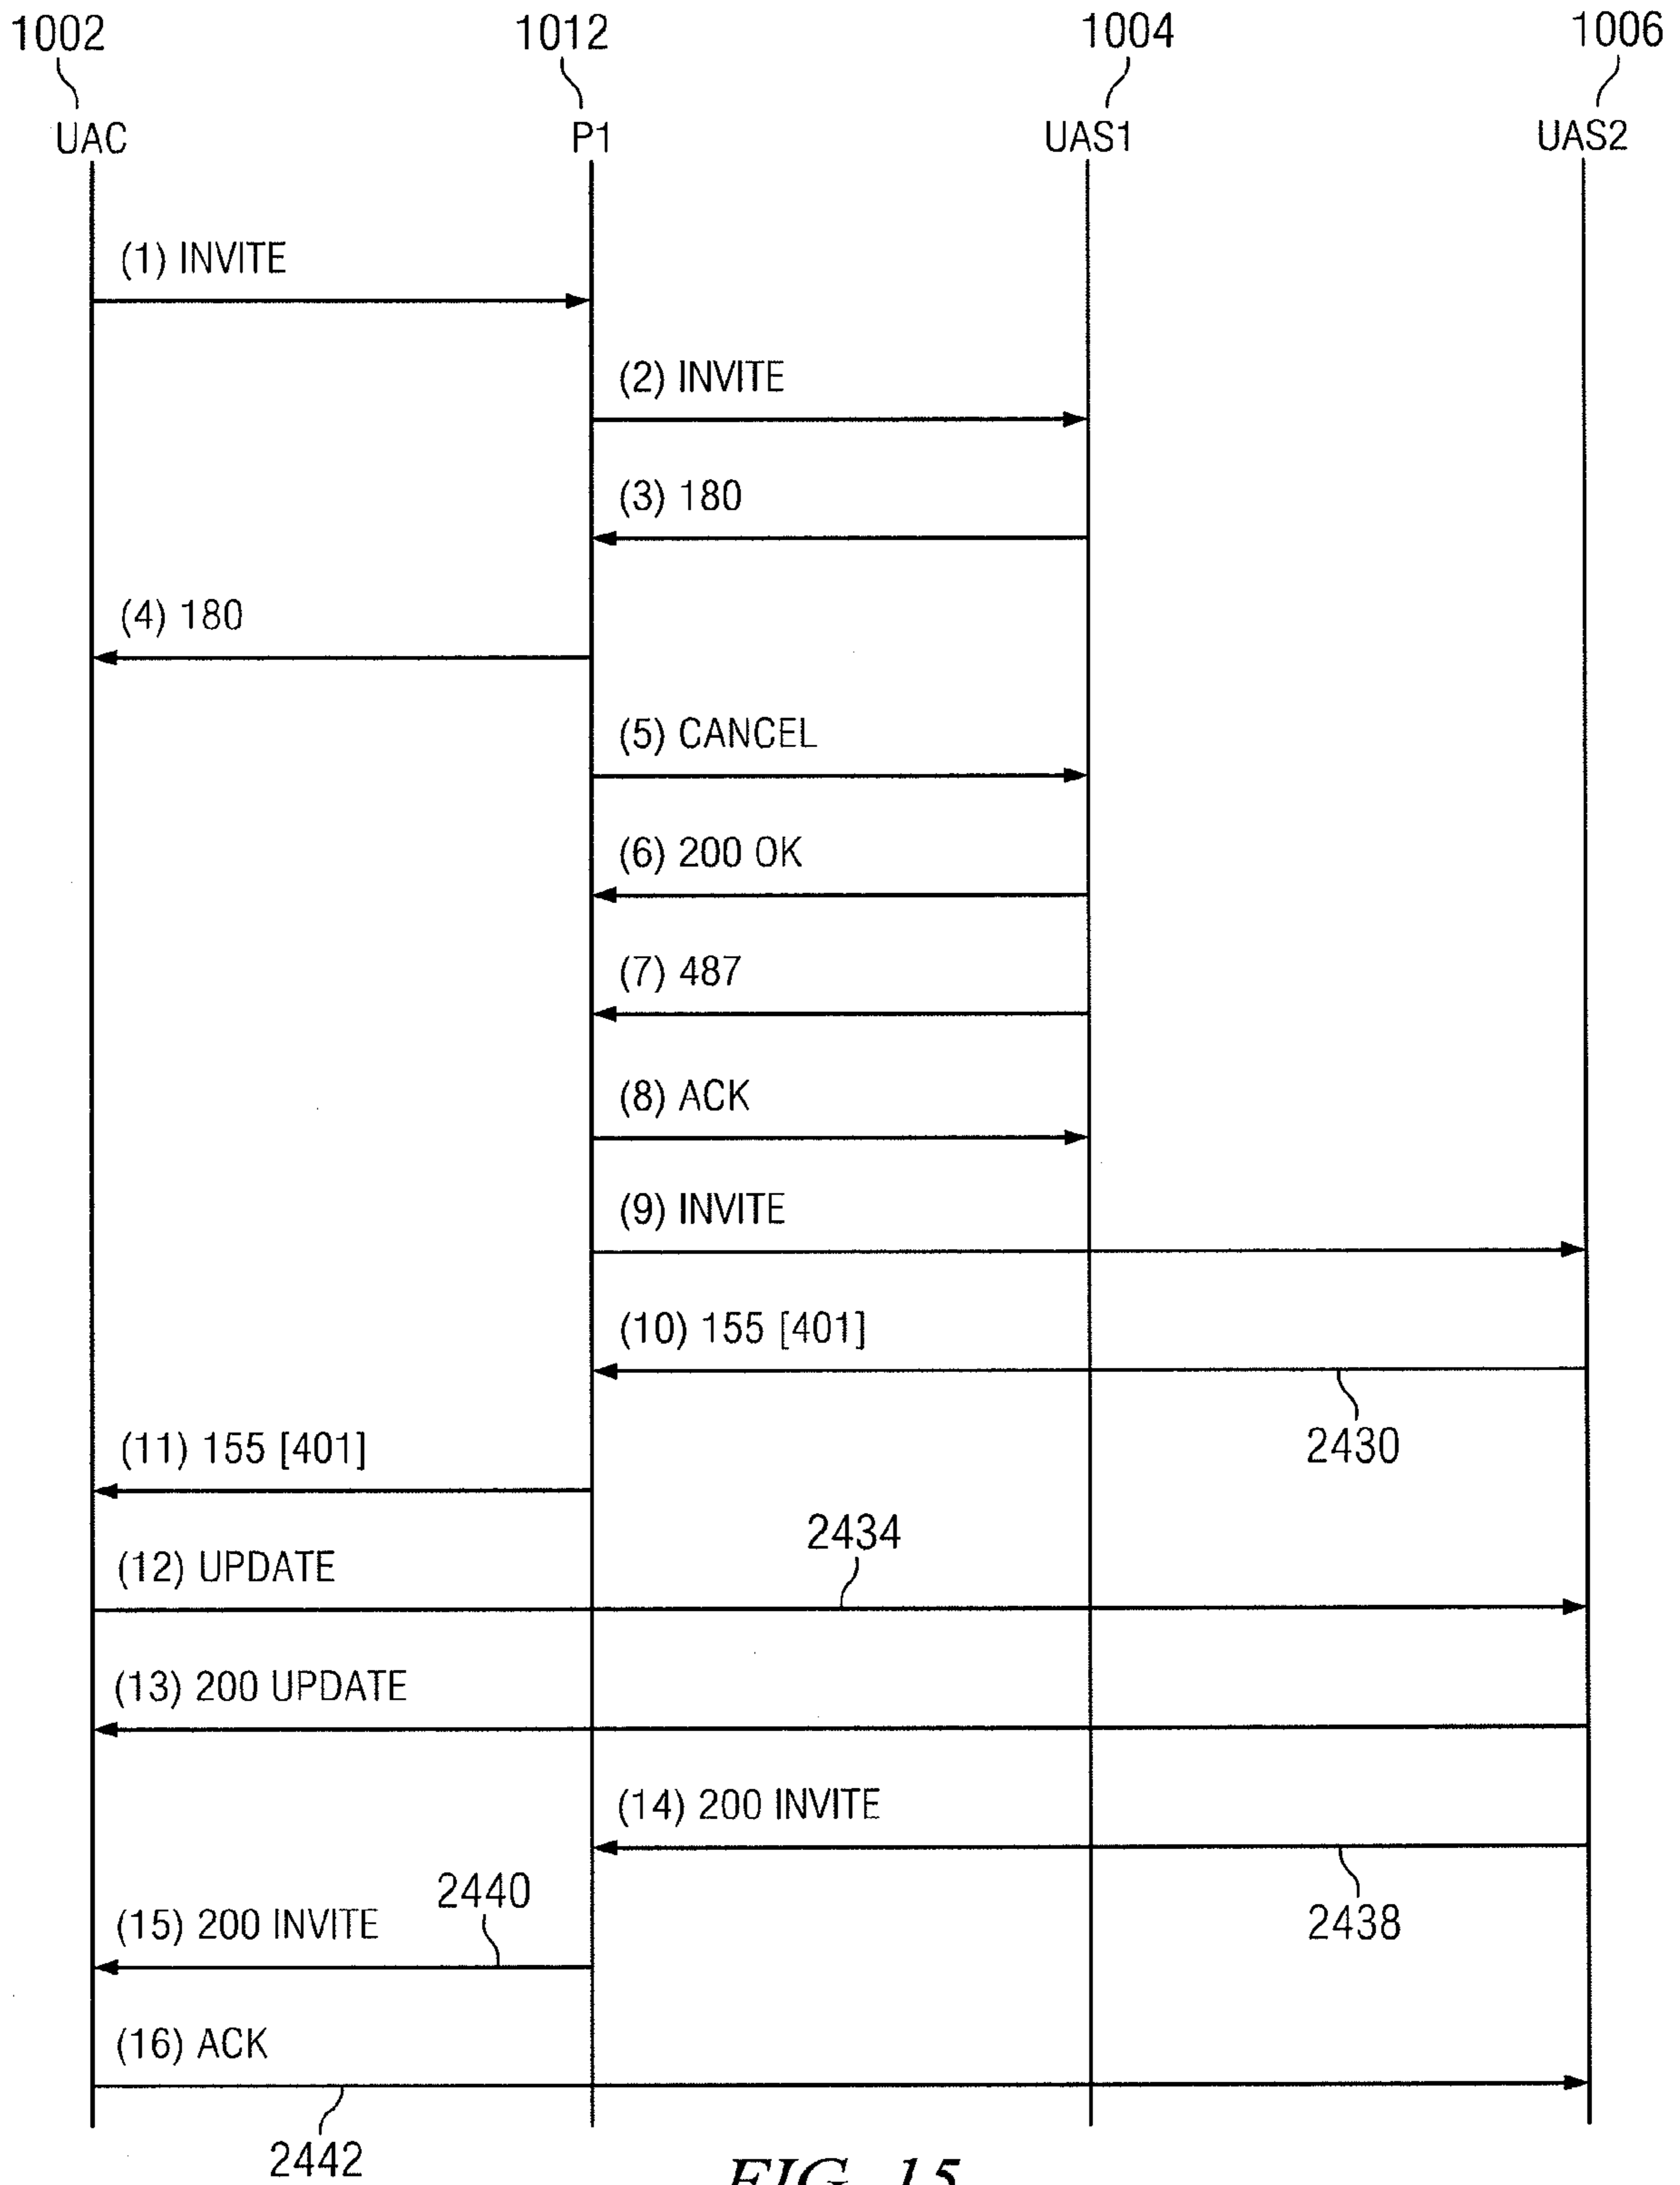 1002 1012 1004 1006
UAC P1 UAS1 UAS2
(1) INVITE
(2) INVITE
(3) 180
(4) 180
(5) CANCEL
(6) 200 OK
(7) 487
(8) ACK
(9) INVITE
(10) 155 [401]
2430
(11) 155 [401]
2434
(12) UPDATE
(13) 200 UPDATE
(14) 200 INVITE
2438
2440
(15) 200 INVITE
(16) ACK
2442
FIG. 15